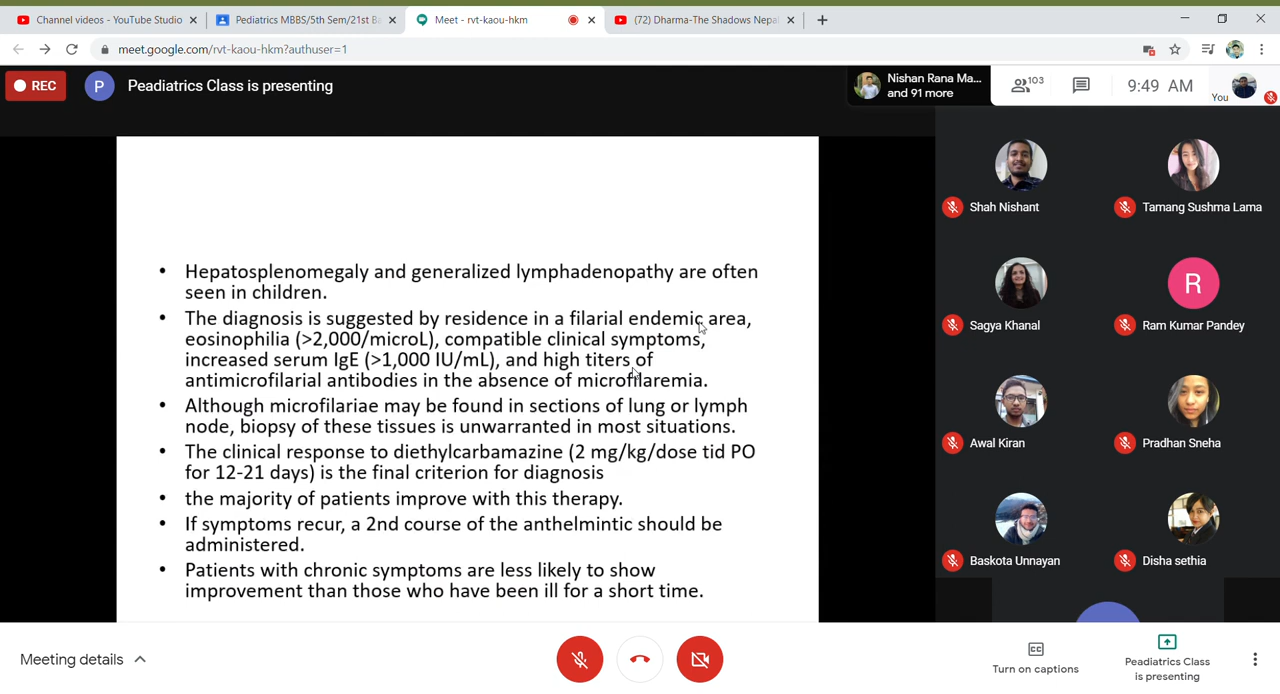 Channel videos - YouTube Studio
Pediatrics MBBS/5th Sem/21st Ba
Meet - rvt-kaou-hkm
(72) Dharma-The Shadows Nepal
meet.google.com/rvt-kaou-hkm?authuser=1
REC
P
Peadiatrics Class is presenting
Nishan Rana Ma...
and 91 more
103
9:49 AM
You
• Hepatosplenomegaly and generalized lymphadenopathy are often
seen in children.
• The diagnosis is suggested by residence in a filarial endemic area,
eosinophilia (>2,000/microL), compatible clinical symptoms,
increased serum IgE (>1,000 IU/mL), and high titers of
antimicrofilarial antibodies in the absence of microfilaremia.
• Although microfilariae may be found in sections of lung or lymph
node, biopsy of these tissues is unwarranted in most situations.
• The clinical response to diethylcarbamazine (2 mg/kg/dose tid PO
for 12-21 days) is the final criterion for diagnosis
• the majority of patients improve with this therapy.
• If symptoms recur, a 2nd course of the anthelmintic should be
administered.
• Patients with chronic symptoms are less likely to show
improvement than those who have been ill for a short time.
Shah Nishant
Tamang Sushma Lama
Sagya Khanal
R
Ram Kumar Pandey
Awal Kiran
Pradhan Sneha
Baskota Unnayan
Disha sethia
Meeting details
CC
Turn on captions
Peadiatrics Class
is presenting